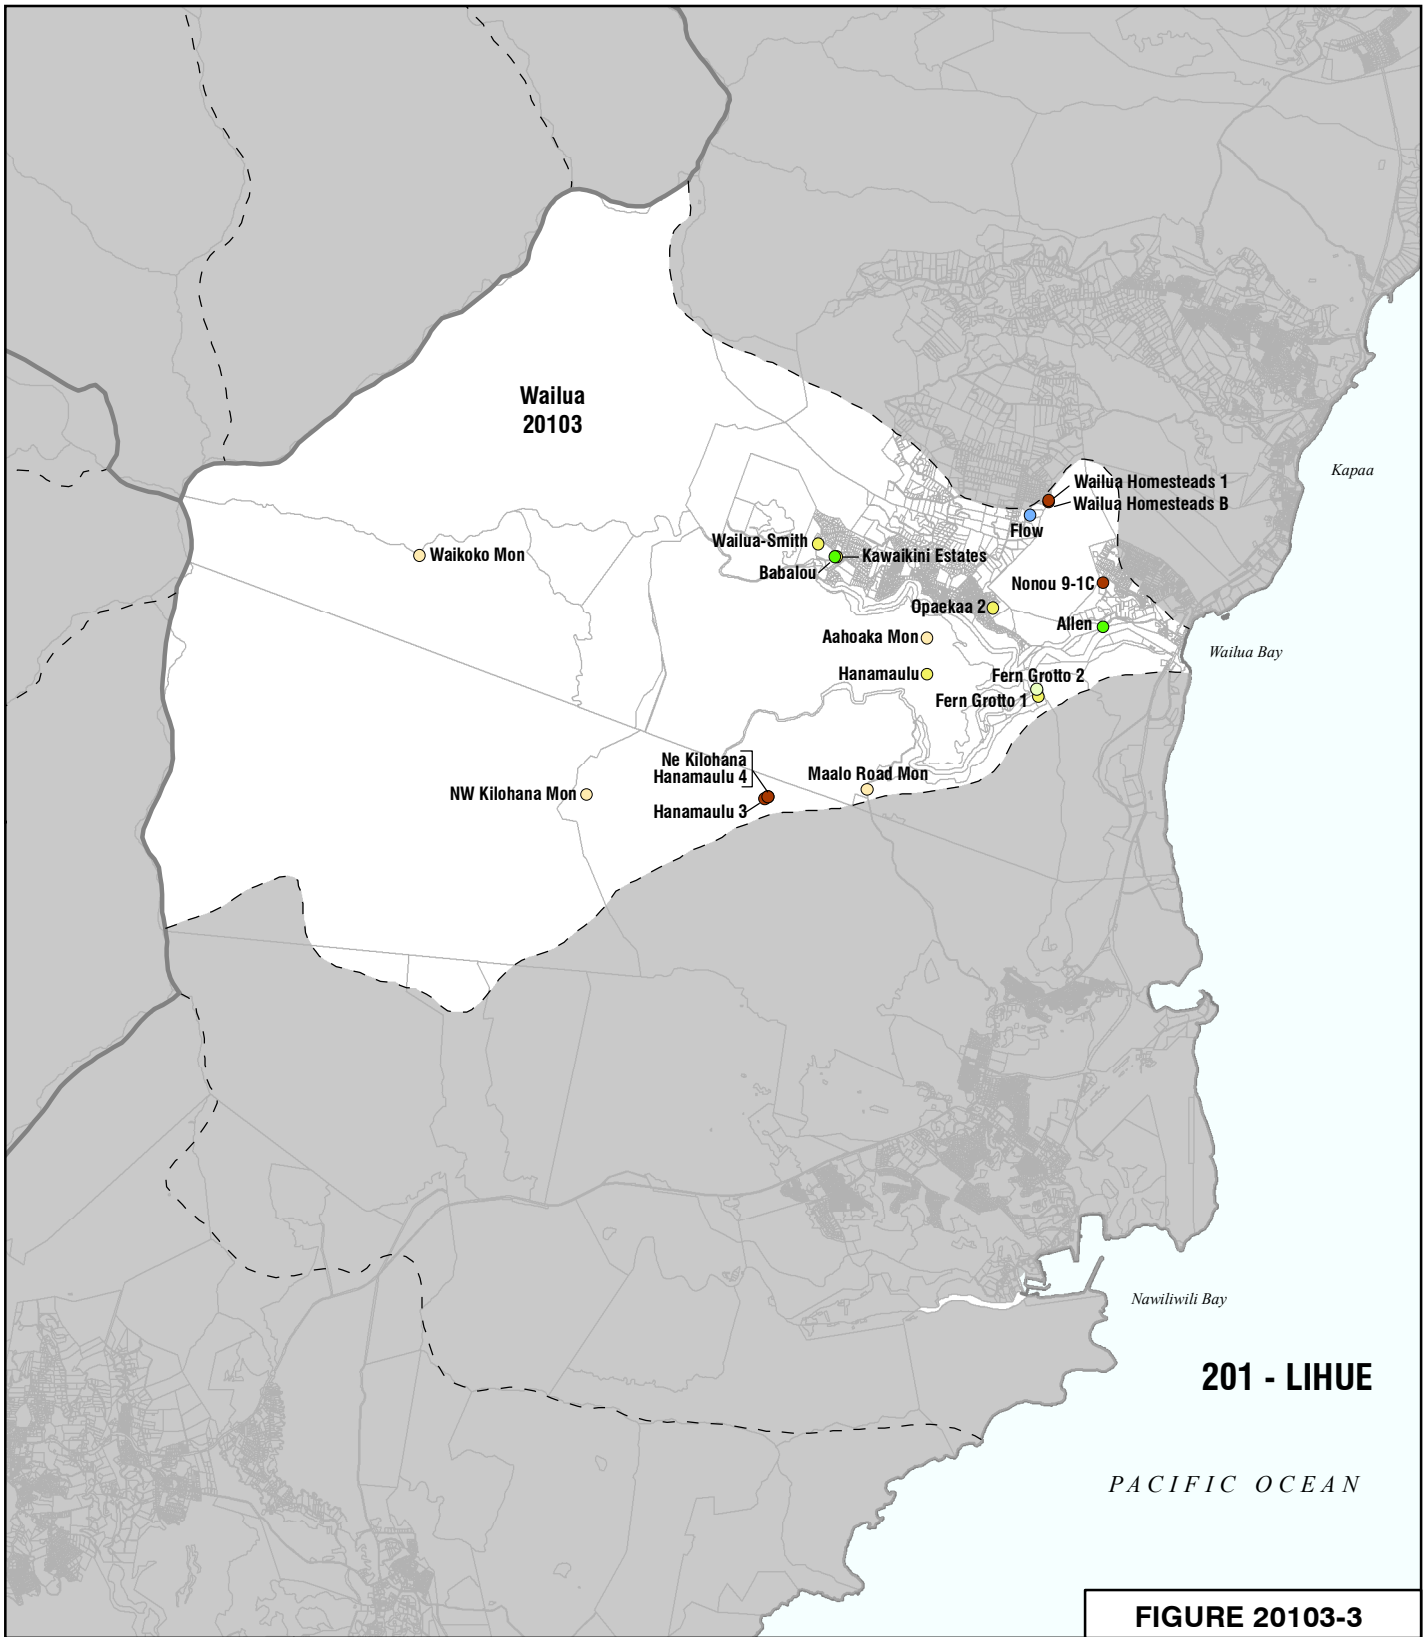 Wailua
20103
Kapaa
Wailua Homesteads 1
Wailua Homesteads B
Flow
Wailua-Smith
Waikoko Mon
Kawaikini Estates
Babalou
Nonou 9-1C
Opaekaa 2
Allen
Aahoaka Mon
Wailua Bay
Hanamaulu
Fern Grotto 2
Fern Grotto 1
Ne Kilohana
Hanamaulu 4
Maalo Road Mon
NW Kilohana Mon
Hanamaulu 3
Nawiliwili Bay
201 - LIHUE
PACIFIC OCEAN
FIGURE 20103-3